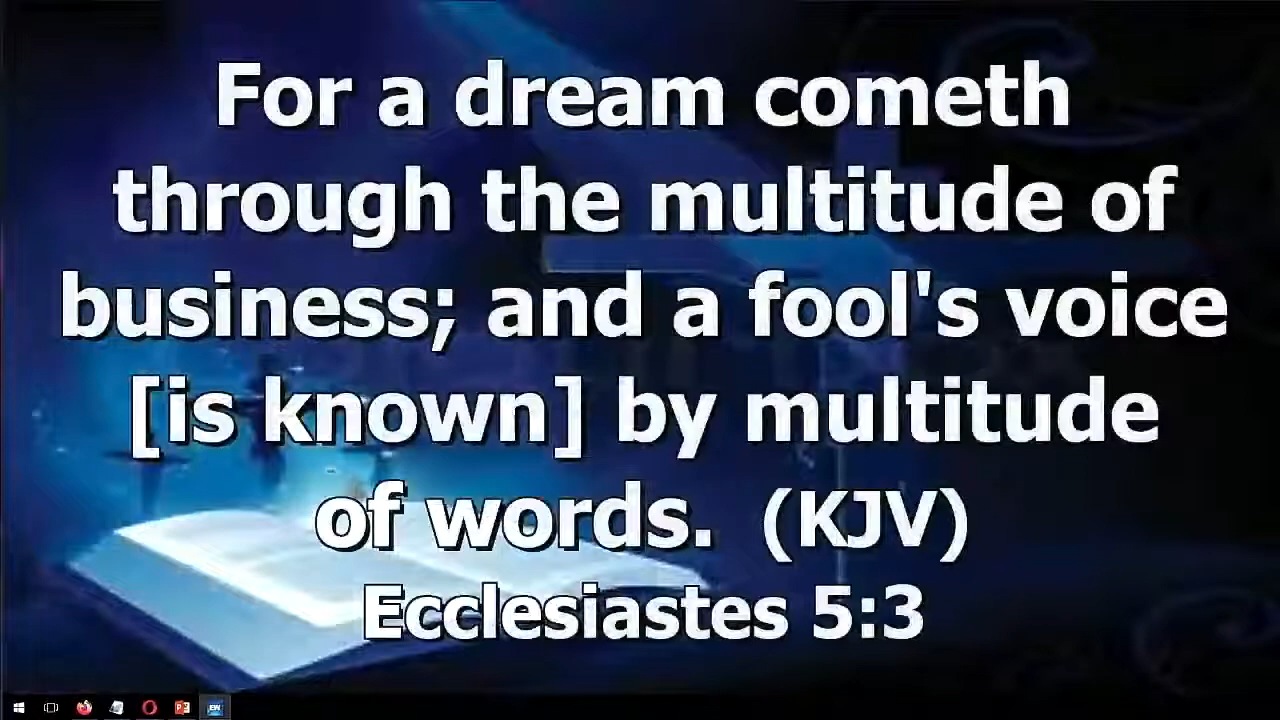 For a dream cometh
through the multitude of
business; and a fool's voice
[is known] by multitude
of words.  (KJV)
Ecclesiastes 5:3